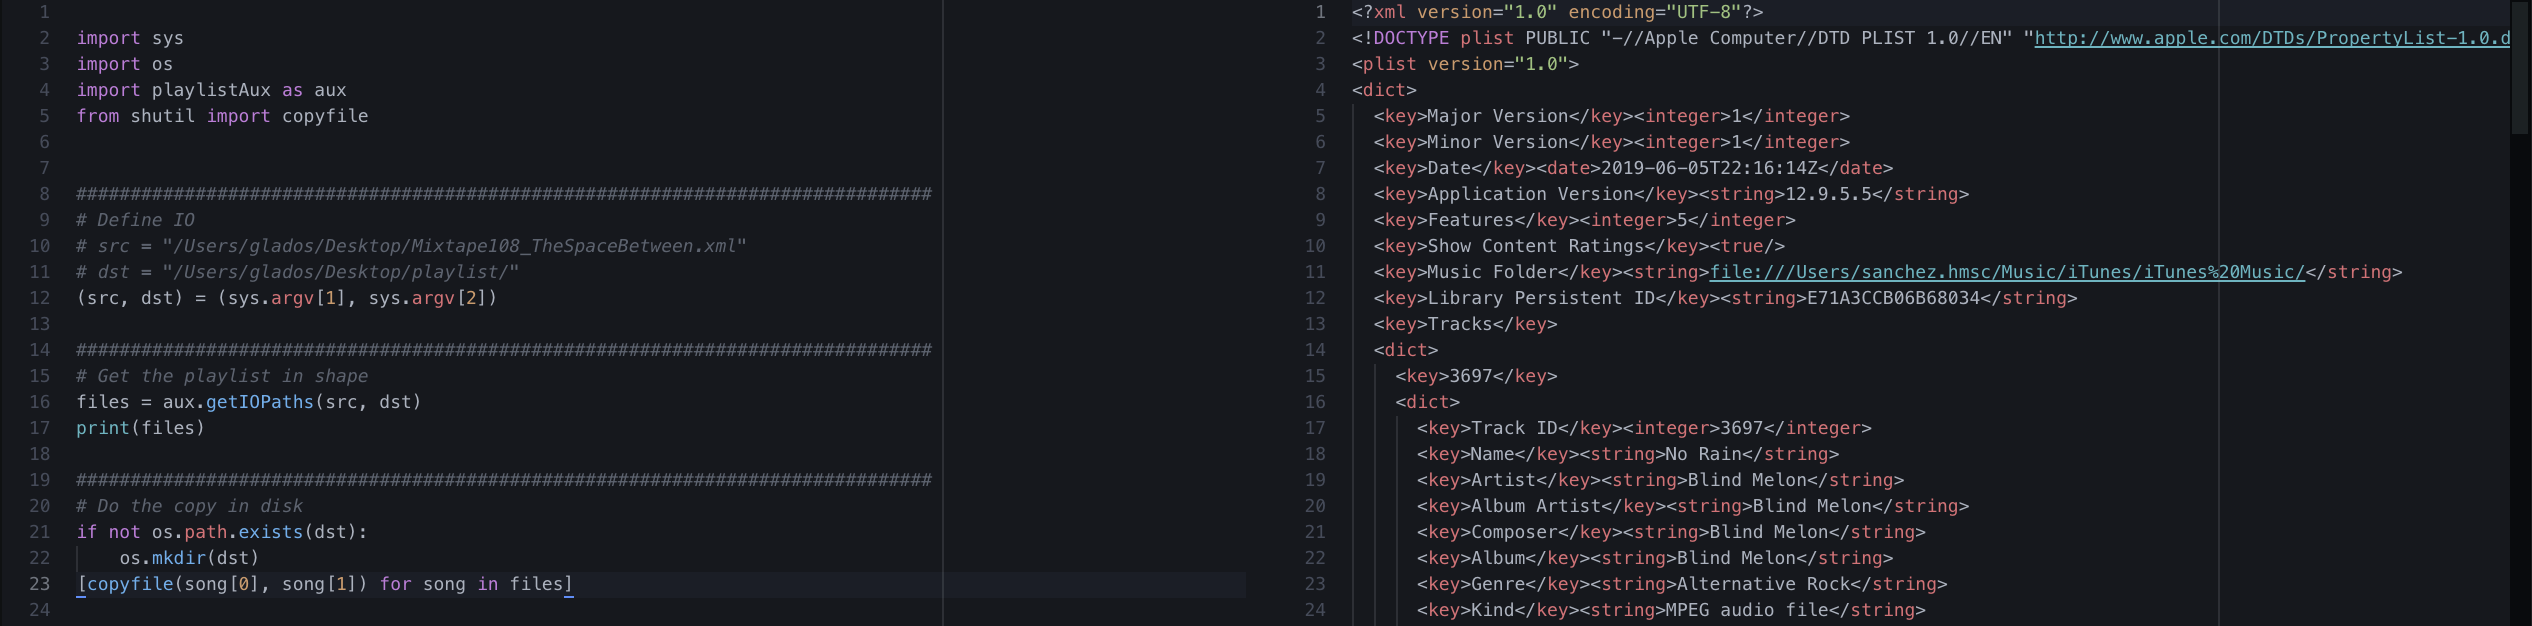 1
2 import sys
3 import os
4 import playlistAux as aux
5 from shutil import copyfile
6
7
8 ###############################################################################
9 # Define IO
10 # src = "/Users/glados/Desktop/Mixtape108_TheSpaceBetween.xml"
11 # dst = "/Users/glados/Desktop/playlist/"
12 (src, dst) = (sys.argv[1], sys.argv[2])
13
14 ###############################################################################
15 # Get the playlist in shape
16 files = aux.getIOPaths(src, dst)
17 print(files)
18
19 ###############################################################################
20 # Do the copy in disk
21 if not os.path.exists(dst):
22     os.mkdir(dst)
23 [copyfile(song[0], song[1]) for song in files]
24
1 <?xml version="1.0" encoding="UTF-8"?>
2 <!DOCTYPE plist PUBLIC "-//Apple Computer//DTD PLIST 1.0//EN" "http://www.apple.com/DTDs/PropertyList-1.0.d
3 <plist version="1.0">
4 <dict>
5   <key>Major Version</key><integer>1</integer>
6   <key>Minor Version</key><integer>1</integer>
7   <key>Date</key><date>2019-06-05T22:16:14Z</date>
8   <key>Application Version</key><string>12.9.5.5</string>
9   <key>Features</key><integer>5</integer>
10   <key>Show Content Ratings</key><true/>
11   <key>Music Folder</key><string>file:///Users/sanchez.hmsc/Music/iTunes/iTunes%20Music/</string>
12   <key>Library Persistent ID</key><string>E71A3CCB06B68034</string>
13   <key>Tracks</key>
14   <dict>
15     <key>3697</key>
16     <dict>
17       <key>Track ID</key><integer>3697</integer>
18       <key>Name</key><string>No Rain</string>
19       <key>Artist</key><string>Blind Melon</string>
20       <key>Album Artist</key><string>Blind Melon</string>
21       <key>Composer</key><string>Blind Melon</string>
22       <key>Album</key><string>Blind Melon</string>
23       <key>Genre</key><string>Alternative Rock</string>
24       <key>Kind</key><string>MPEG audio file</string>